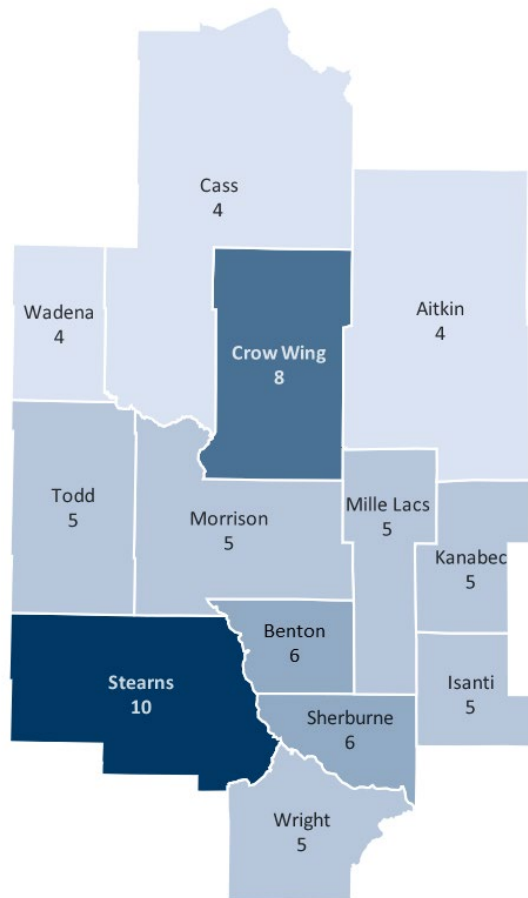 Cass
4
Wadena
4
Aitkin
4
Crow Wing
8
Todd
5
Morrison
5
Mille Lacs
5
Kanabec
5
Benton
6
Stearns
10
Isanti
5
Sherburne
6
Wright
5